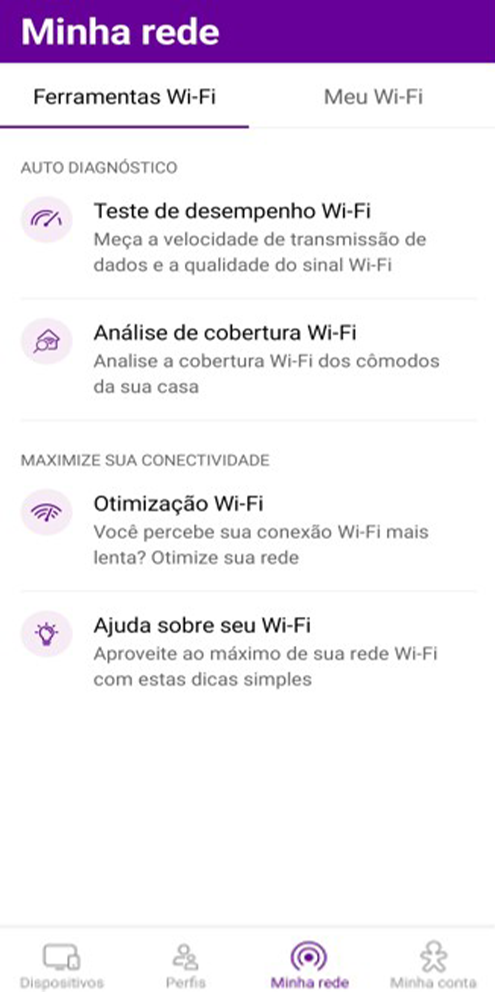 Minha rede
Ferramentas Wi-Fi
Meu Wi-Fi
AUTO DIAGNÓSTICO
Teste de desempenho Wi-Fi
Meça a velocidade de transmissão de
dados e a qualidade do sinal Wi-Fi
Análise de cobertura Wi-Fi
Analise a cobertura Wi-Fi dos cômodos
da sua casa
MAXIMIZE SUA CONECTIVIDADE
Otimização Wi-Fi
Você percebe sua conexão Wi-Fi mais
lenta? Otimize sua rede
Ajuda sobre seu Wi-Fi
Aproveite ao máximo de sua rede Wi-Fi
com estas dicas simples
Dispositivos
Perfis
Minha rede
Minha conta